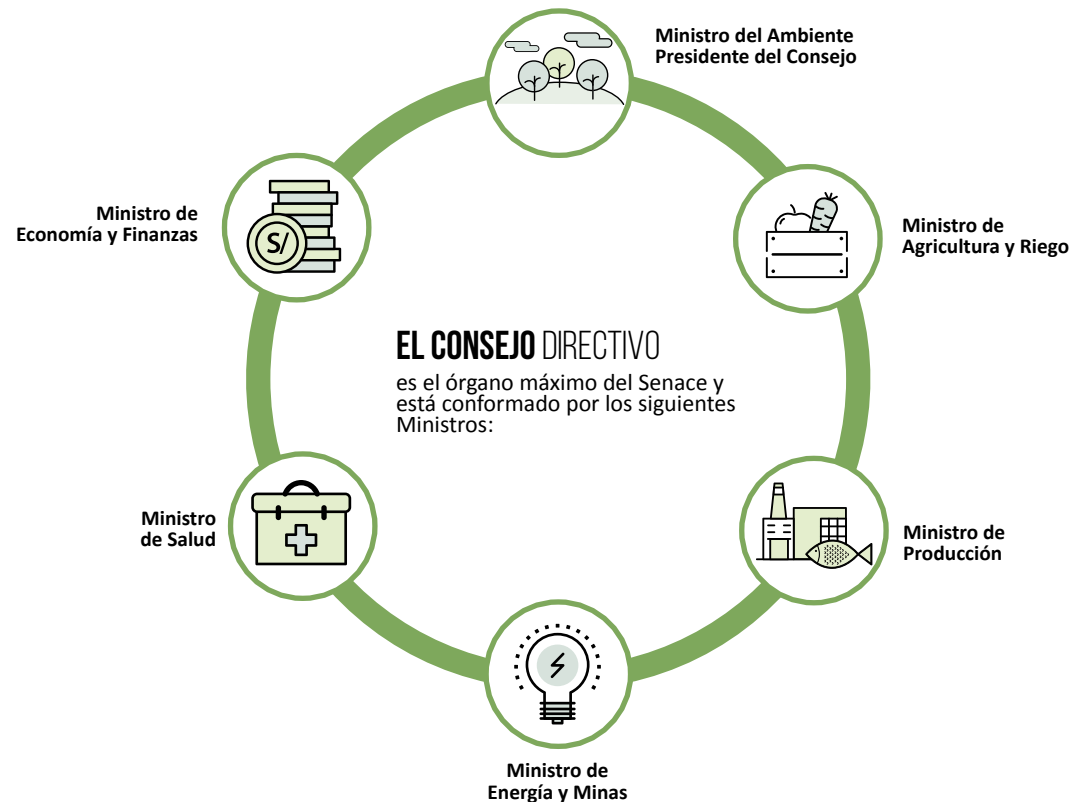 Ministro del Ambiente
Presidente del Consejo
Ministro de
Economía y Finanzas
S/
Ministro de
Agricultura y Riego
EL CONSEJO DIRECTIVO
es el órgano máximo del Senace y
está conformado por los siguientes
Ministros:
Ministro
de Salud
Ministro de
Producción
Ministro de
Energía y Minas